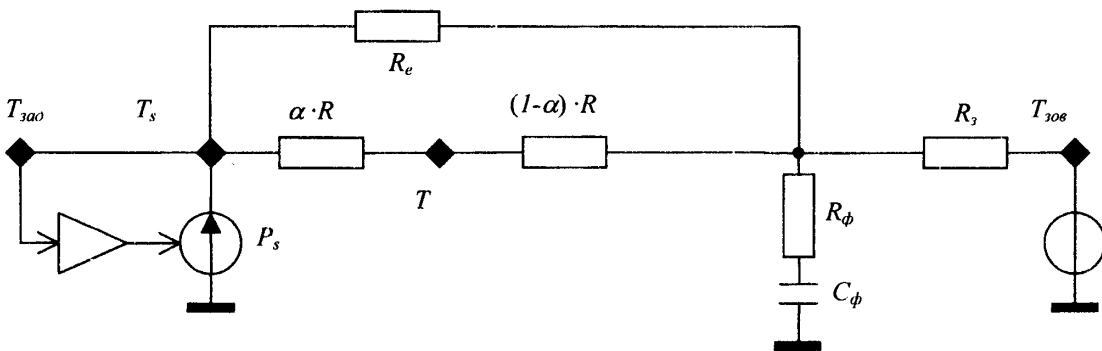 R_e
T_зад
T_s
α · R
(1-α) · R
R_з
T_зов
T
P_s
R_ф
C_ф